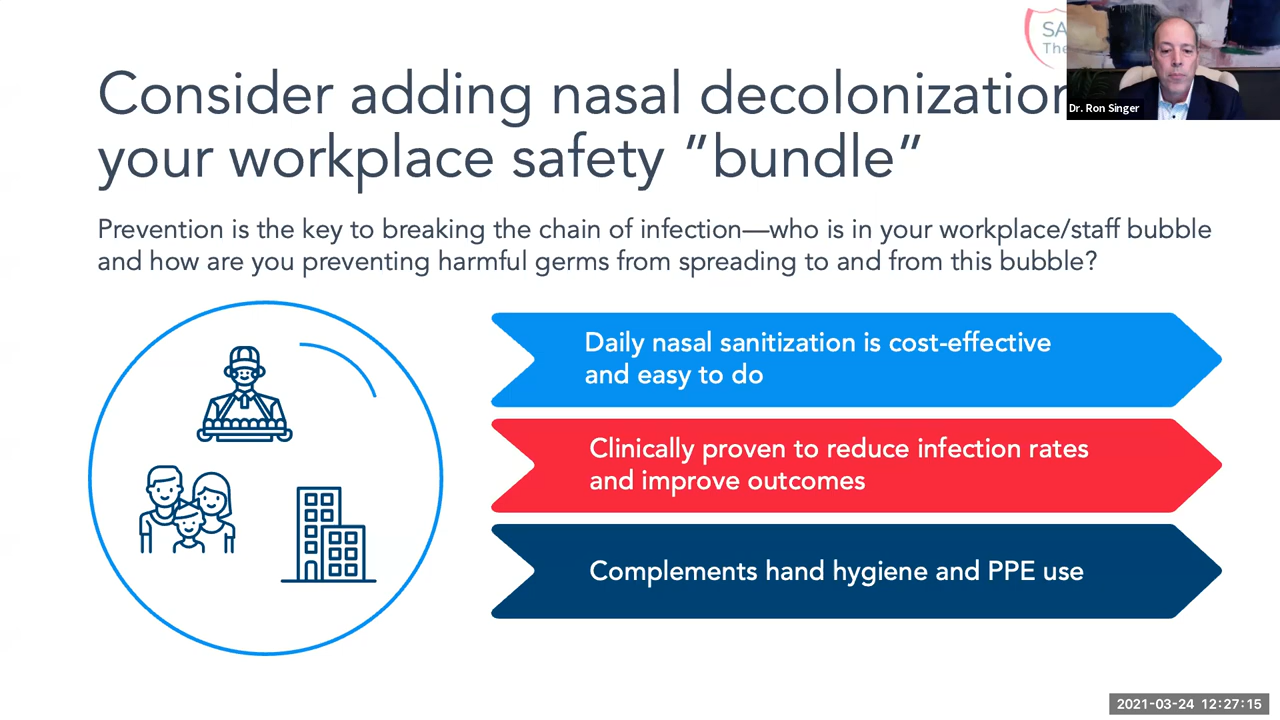 SA
The
Dr. Ron Singer
Consider adding nasal decolonization
your workplace safety ”bundle”
Prevention is the key to breaking the chain of infection—who is in your workplace/staff bubble
and how are you preventing harmful germs from spreading to and from this bubble?
Daily nasal sanitization is cost-effective
and easy to do
Clinically proven to reduce infection rates
and improve outcomes
Complements hand hygiene and PPE use
2021-03-24 12:27:15